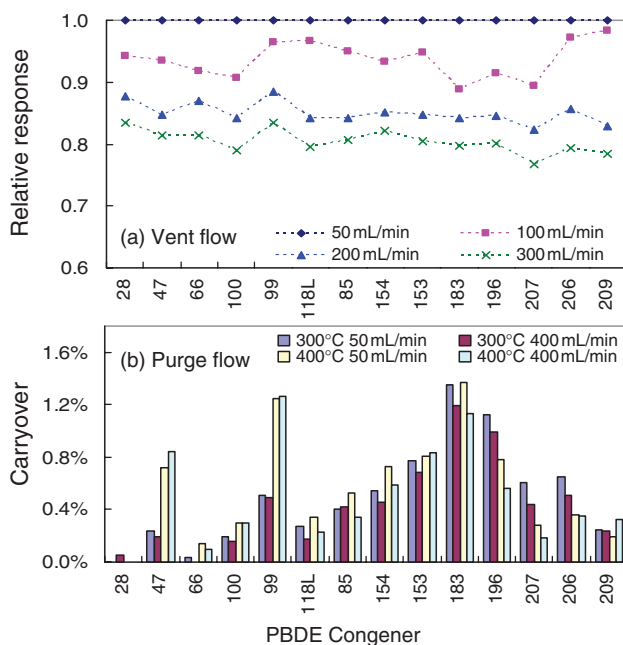 Relative response
1.0
0.9
0.8
0.7
0.6
(a) Vent flow
50 mL/min
100 mL/min
200 mL/min
300 mL/min
28 47 66 100 99 118L 85 154 153 183 196 207 206 209
Carryover
1.6%
1.2%
0.8%
0.4%
0.0%
(b) Purge flow
300°C 50 mL/min
300°C 400 mL/min
400°C 50 mL/min
400°C 400 mL/min
28 47 66 100 99 118L 85 154 153 183 196 207 206 209
PBDE Congener